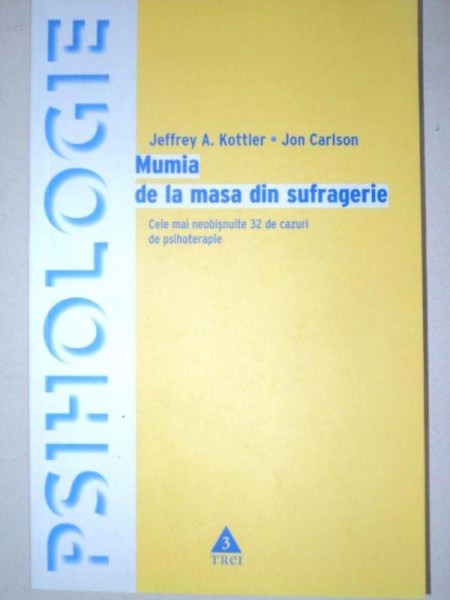 PSIHOLOGIE
Jeffrey A. Kottler • Jon Carlson
Mumia
de la masa din sufragerie
Cele mai neobișnuite 32 de cazuri
de psihoterapie
3
TREI